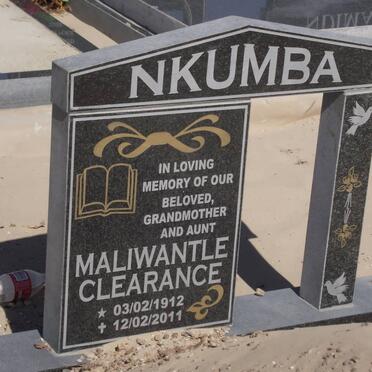 NKUMBA
IN LOVING
MEMORY OF OUR
BELOVED,
GRANDMOTHER
AND AUNT
MALIWANTLE
CLEARANCE
★ 03/02/1912
✝ 12/02/2011